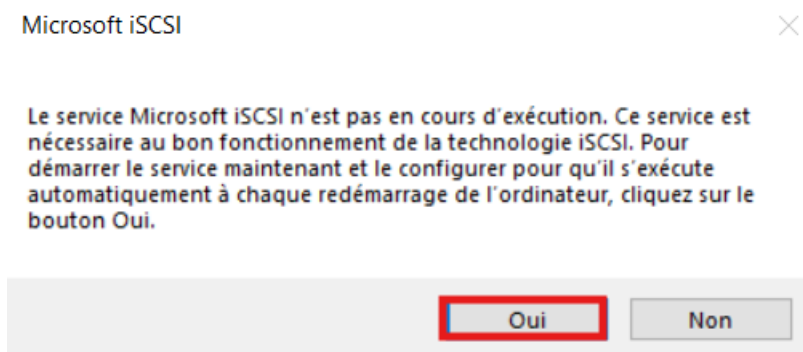 Microsoft iSCSI
Le service Microsoft iSCSI n'est pas en cours d'exécution. Ce service est
nécessaire au bon fonctionnement de la technologie iSCSI. Pour
démarrer le service maintenant et le configurer pour qu'il s'exécute
automatiquement à chaque redémarrage de l'ordinateur, cliquez sur le
bouton Oui.
Oui Non